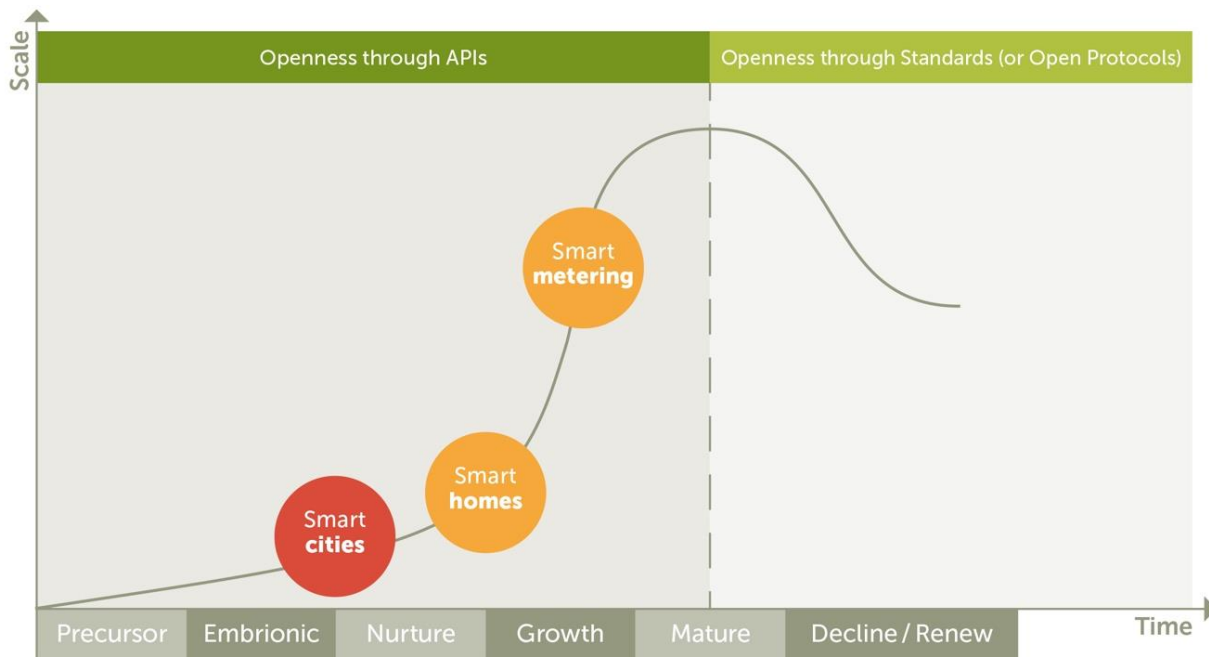 Scale
Openness through APIs
Openness through Standards (or Open Protocols)
Smart
metering
Smart
homes
Smart
cities
Precursor
Embrionic
Nurture
Growth
Mature
Decline / Renew
Time